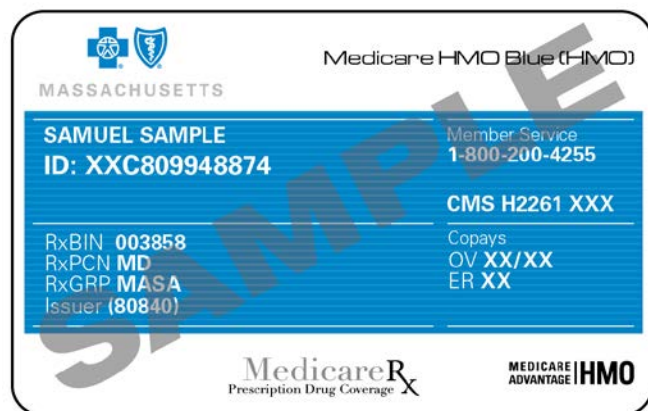 Medicare HMO Blue (HMO)
MASSACHUSETTS
SAMUEL SAMPLE
ID: XXC809948874
Member Service
1-800-200-4255
CMS H2261 XXX
RxBIN 003858
RxPCN MD
RxGRP MASA
Issuer (80840)
Copays
OV XX/XX
ER XX
SAMPLE
MedicareRx
Prescription Drug Coverage
MEDICARE
ADVANTAGE HMO